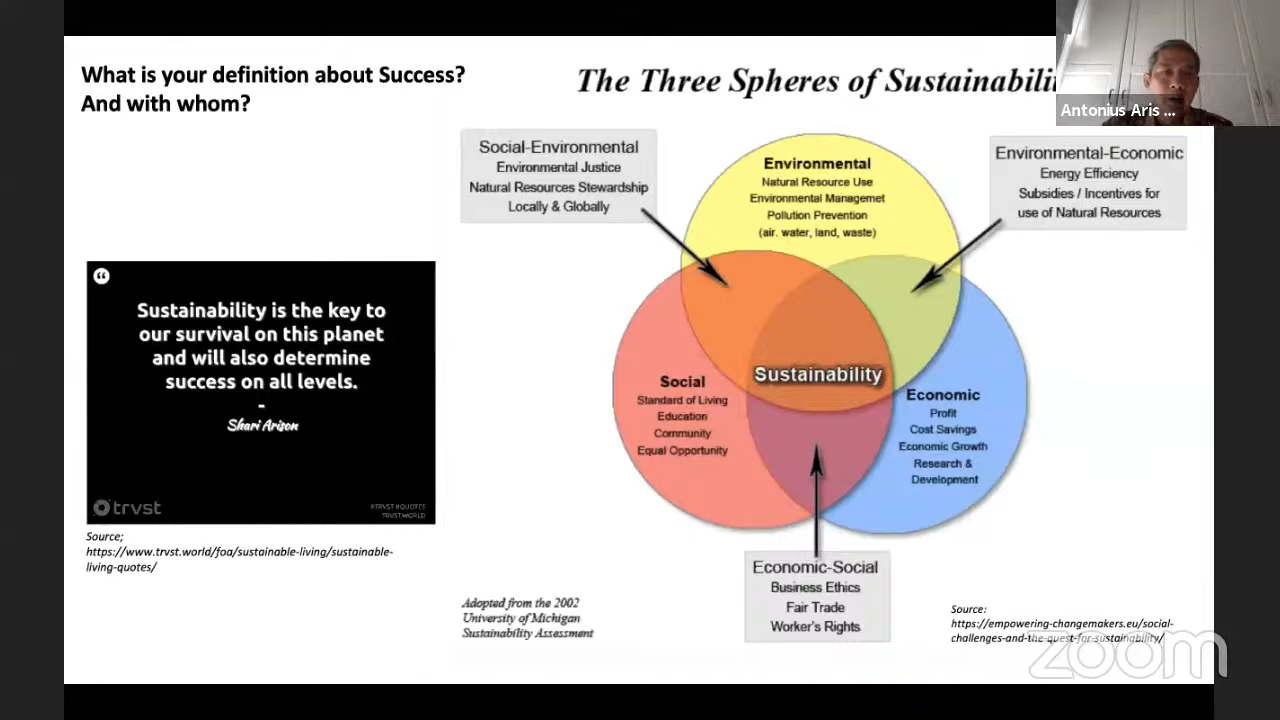 What is your definition about Success?
And with whom?
The Three Spheres of Sustainabili
Antonius Aris ...
Social-Environmental
Environmental Justice
Natural Resources Stewardship
Locally & Globally
Environmental
Natural Resource Use
Environmental Managemet
Pollution Prevention
(air. water, land, waste)
Environmental-Economic
Energy Efficiency
Subsidies / Incentives for
use of Natural Resources
“
Sustainability is the key to
our survival on this planet
and will also determine
success on all levels.
-
Shari Arison
trvst
#TRVST #QUOTES
TRVST.WORLD
Source;
https://www.trvst.world/foa/sustainable-living/sustainable-
living-quotes/
Sustainability
Social
Standard of Living
Education
Community
Equal Opportunity
Economic
Profit
Cost Savings
Economic Growth
Research &
Development
Economic-Social
Business Ethics
Fair Trade
Worker's Rights
Adopted from the 2002
University of Michigan
Sustainability Assessment
Source:
https://empowering-changemakers.eu/social-
challenges-and-the-quest-for-sustainability/
zoom